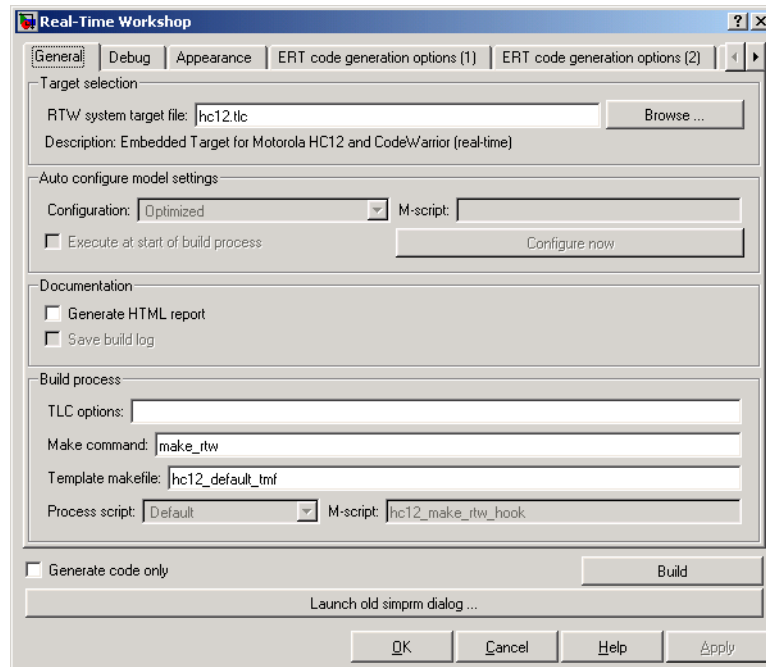 Real-Time Workshop
General Debug Appearance ERT code generation options (1) ERT code generation options (2)
Target selection
RTW system target file: hc12.tlc Browse ...
Description: Embedded Target for Motorola HC12 and CodeWarrior (real-time)
Auto configure model settings
Configuration: Optimized M-script:
Execute at start of build process Configure now
Documentation
Generate HTML report
Save build log
Build process
TLC options:
Make command: make_rtw
Template makefile: hc12_default_tmf
Process script: Default M-script: hc12_make_rtw_hook
Generate code only Build
Launch old simprm dialog ...
OK Cancel Help Apply